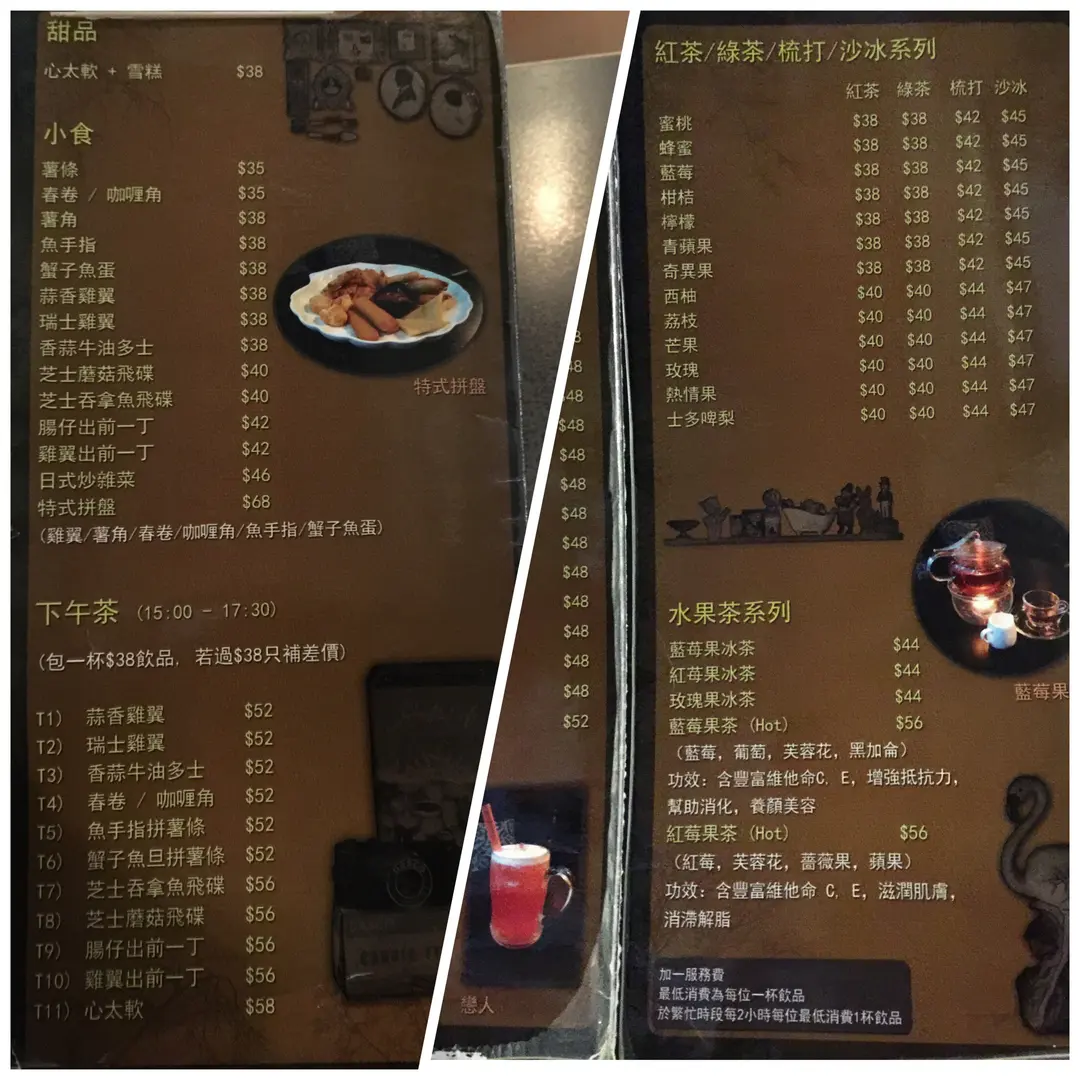 甜品
心太軟 + 雪糕 $38
小食
薯條 $35
春卷 / 咖喱角 $35
薯角 $38
魚手指 $38
蟹子魚蛋 $38
蒜香雞翼 $38
瑞士雞翼 $38
香蒜牛油多士 $38
芝士蘑菇飛碟 $40
芝士吞拿魚飛碟 $40
腸仔出前一丁 $42
雞翼出前一丁 $42
日式炒雜菜 $46
特式拼盤 $68
(雞翼/薯角/春卷/咖喱角/魚手指/蟹子魚蛋)
特式拼盤
下午茶 (15:00 - 17:30)
(包一杯$38飲品, 若過$38只補差價)
T1) 蒜香雞翼 $52
T2) 瑞士雞翼 $52
T3) 香蒜牛油多士 $52
T4) 春卷 / 咖喱角 $52
T5) 魚手指拼薯條 $52
T6) 蟹子魚旦拼薯條 $52
T7) 芝士吞拿魚飛碟 $56
T8) 芝士蘑菇飛碟 $56
T9) 腸仔出前一丁 $56
T10) 雞翼出前一丁 $56
T11) 心太軟 $58
8
48
$48
$48
$48
$48
$48
$48
$48
$48
$48
$48
$48
$52
戀人
紅茶/綠茶/梳打/沙冰系列
紅茶 綠茶 梳打 沙冰
蜜桃 $38 $38 $42 $45
蜂蜜 $38 $38 $42 $45
藍莓 $38 $38 $42 $45
柑桔 $38 $38 $42 $45
檸檬 $38 $38 $42 $45
青蘋果 $38 $38 $42 $45
奇異果 $38 $38 $42 $45
西柚 $40 $40 $44 $47
荔枝 $40 $40 $44 $47
芒果 $40 $40 $44 $47
玫瑰 $40 $40 $44 $47
熱情果 $40 $40 $44 $47
士多啤梨 $40 $40 $44 $47
水果茶系列
藍莓果冰茶 $44
紅莓果冰茶 $44
玫瑰果冰茶 $44
藍莓果茶 (Hot) $56
(藍莓, 葡萄, 芙蓉花, 黑加侖)
功效: 含豐富維他命C, E, 增強抵抗力,
幫助消化, 養顏美容
紅莓果茶 (Hot) $56
(紅莓, 芙蓉花, 薔薇果, 蘋果)
功效: 含豐富維他命 C, E, 滋潤肌膚,
消滯解脂
藍莓果
加一服務費
最低消費為每位一杯飲品
於繁忙時段每2小時每位最低消費1杯飲品